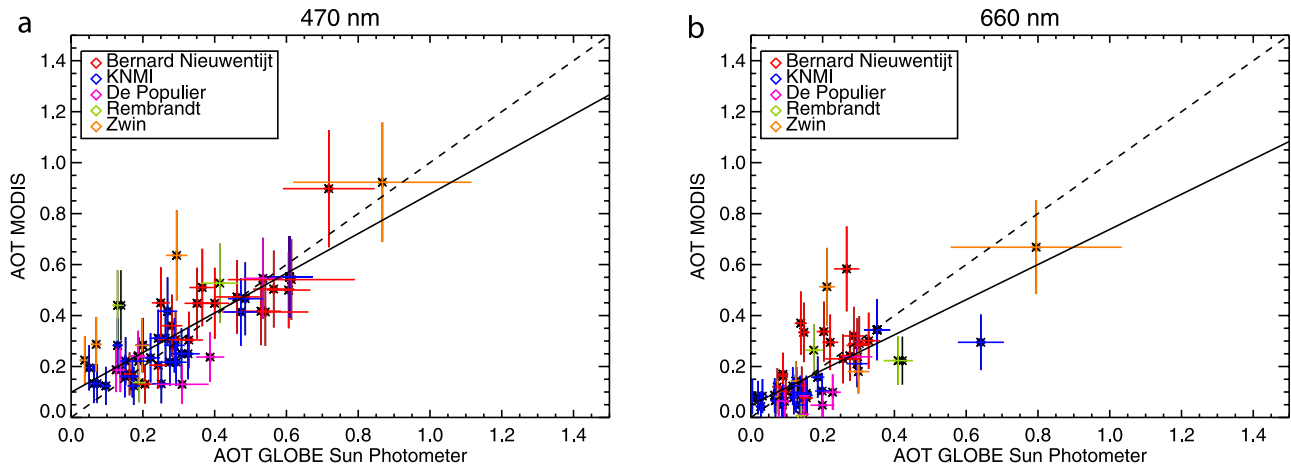 a
470 nm
AOT MODIS
1.4
1.2
1.0
0.8
0.6
0.4
0.2
0.0
Bernard Nieuwentijt
KNMI
De Populier
Rembrandt
Zwin
0.0 0.2 0.4 0.6 0.8 1.0 1.2 1.4
AOT GLOBE Sun Photometer
b
660 nm
AOT MODIS
1.4
1.2
1.0
0.8
0.6
0.4
0.2
0.0
Bernard Nieuwentijt
KNMI
De Populier
Rembrandt
Zwin
0.0 0.2 0.4 0.6 0.8 1.0 1.2 1.4
AOT GLOBE Sun Photometer